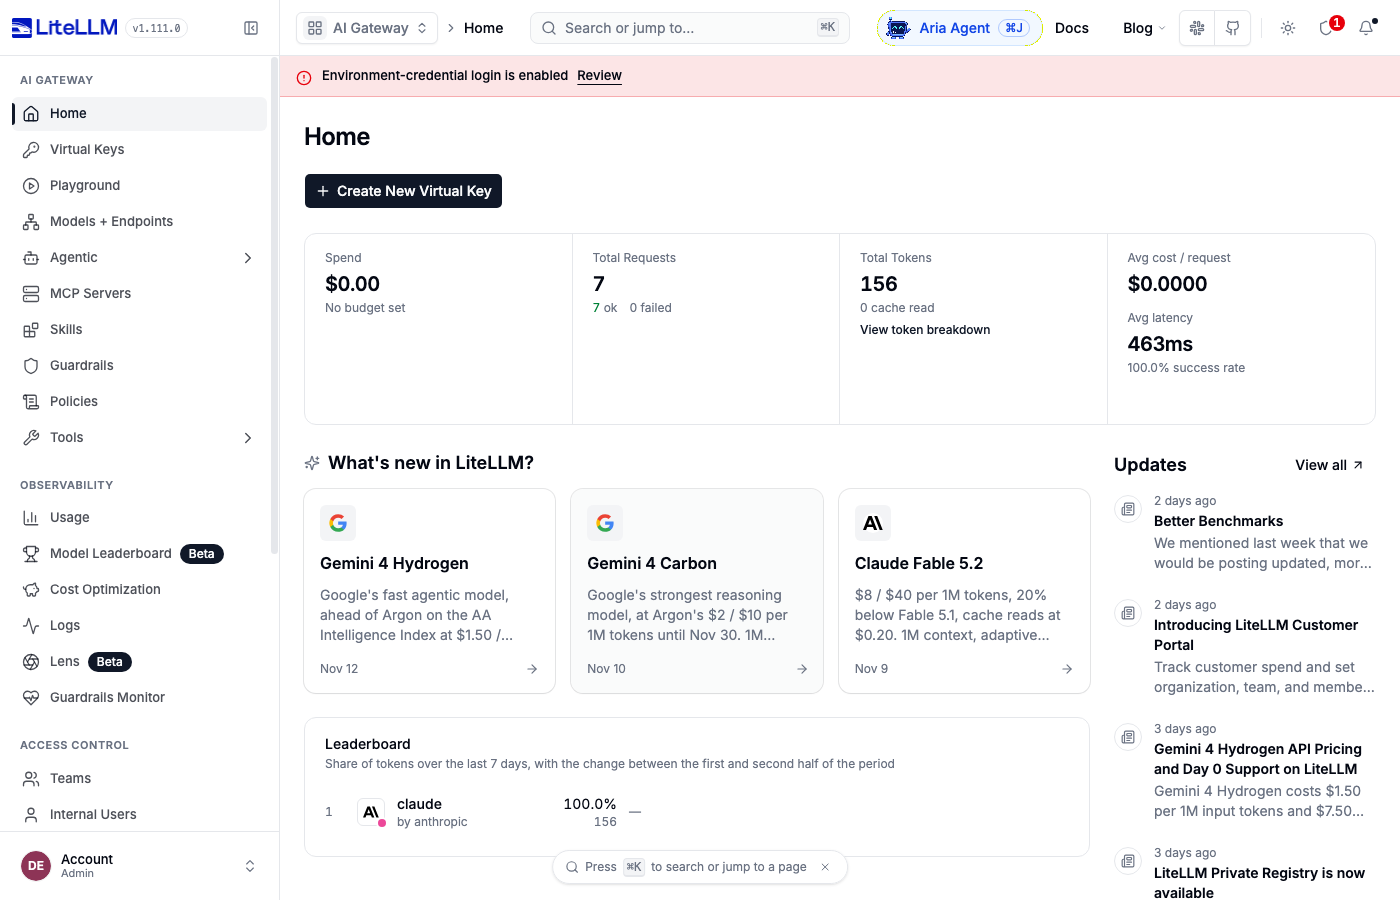 LiteLLM
v1.111.0
AI Gateway
Home
Search or jump to...
⌘K
Aria Agent
⌘J
Docs
Blog
1
Environment-credential login is enabled Review
AI GATEWAY
Home
Virtual Keys
Playground
Models + Endpoints
Agentic
MCP Servers
Skills
Guardrails
Policies
Tools
OBSERVABILITY
Usage
Model Leaderboard Beta
Cost Optimization
Logs
Lens Beta
Guardrails Monitor
ACCESS CONTROL
Teams
Internal Users
DE
Account
Admin
Home
+ Create New Virtual Key
Spend
$0.00
No budget set
Total Requests
7
7 ok 0 failed
Total Tokens
156
0 cache read
View token breakdown
Avg cost / request
$0.0000
Avg latency
463ms
100.0% success rate
What's new in LiteLLM?
Gemini 4 Hydrogen
Google's fast agentic model,
ahead of Argon on the AA
Intelligence Index at $1.50 /...
Nov 12
Gemini 4 Carbon
Google's strongest reasoning
model, at Argon's $2 / $10 per
1M tokens until Nov 30. 1M...
Nov 10
Claude Fable 5.2
$8 / $40 per 1M tokens, 20%
below Fable 5.1, cache reads at
$0.20. 1M context, adaptive...
Nov 9
Leaderboard
Share of tokens over the last 7 days, with the change between the first and second half of the period
1
claude
by anthropic
100.0% —
156
Updates
View all
2 days ago
Better Benchmarks
We mentioned last week that we
would be posting updated, mor...
2 days ago
Introducing LiteLLM Customer
Portal
Track customer spend and set
organization, team, and membe...
3 days ago
Gemini 4 Hydrogen API Pricing
and Day 0 Support on LiteLLM
Gemini 4 Hydrogen costs $1.50
per 1M input tokens and $7.50...
3 days ago
LiteLLM Private Registry is now
available
Press ⌘K to search or jump to a page ×